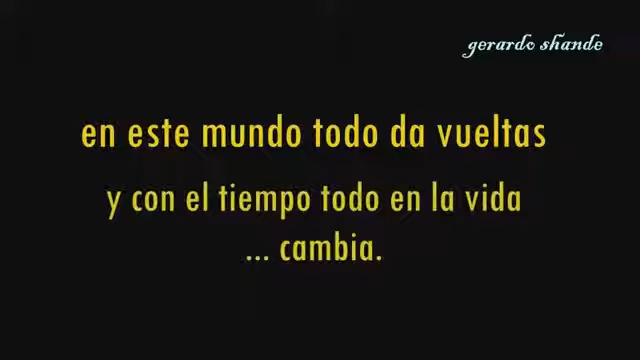 gerardo shande
en este mundo todo da vueltas
y con el tiempo todo en la vida
... cambia.